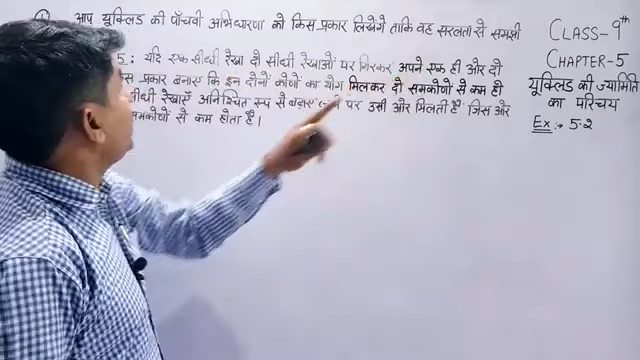 आप यूक्लिड की पाँचवी अभिधारणा को किस प्रकार लिखेंगे ताकि वह सरलता से समझी
5: यदि एक सीधी रेखा दो सीधी रेखाओं पर गिरकर अपने एक ही ओर दो
प्रकार बनाए कि इन दोनों कोणों का योग मिलकर दो समकोणों से कम हो
सीधी रेखाएँ अनिश्चित रूप से बढ़ाए पर उसी ओर मिलती है जिस ओर
समकोणों से कम होता है।
CLASS-9th
CHAPTER-5
यूक्लिड की ज्यामिति
का परिचय
Ex:- 5.2